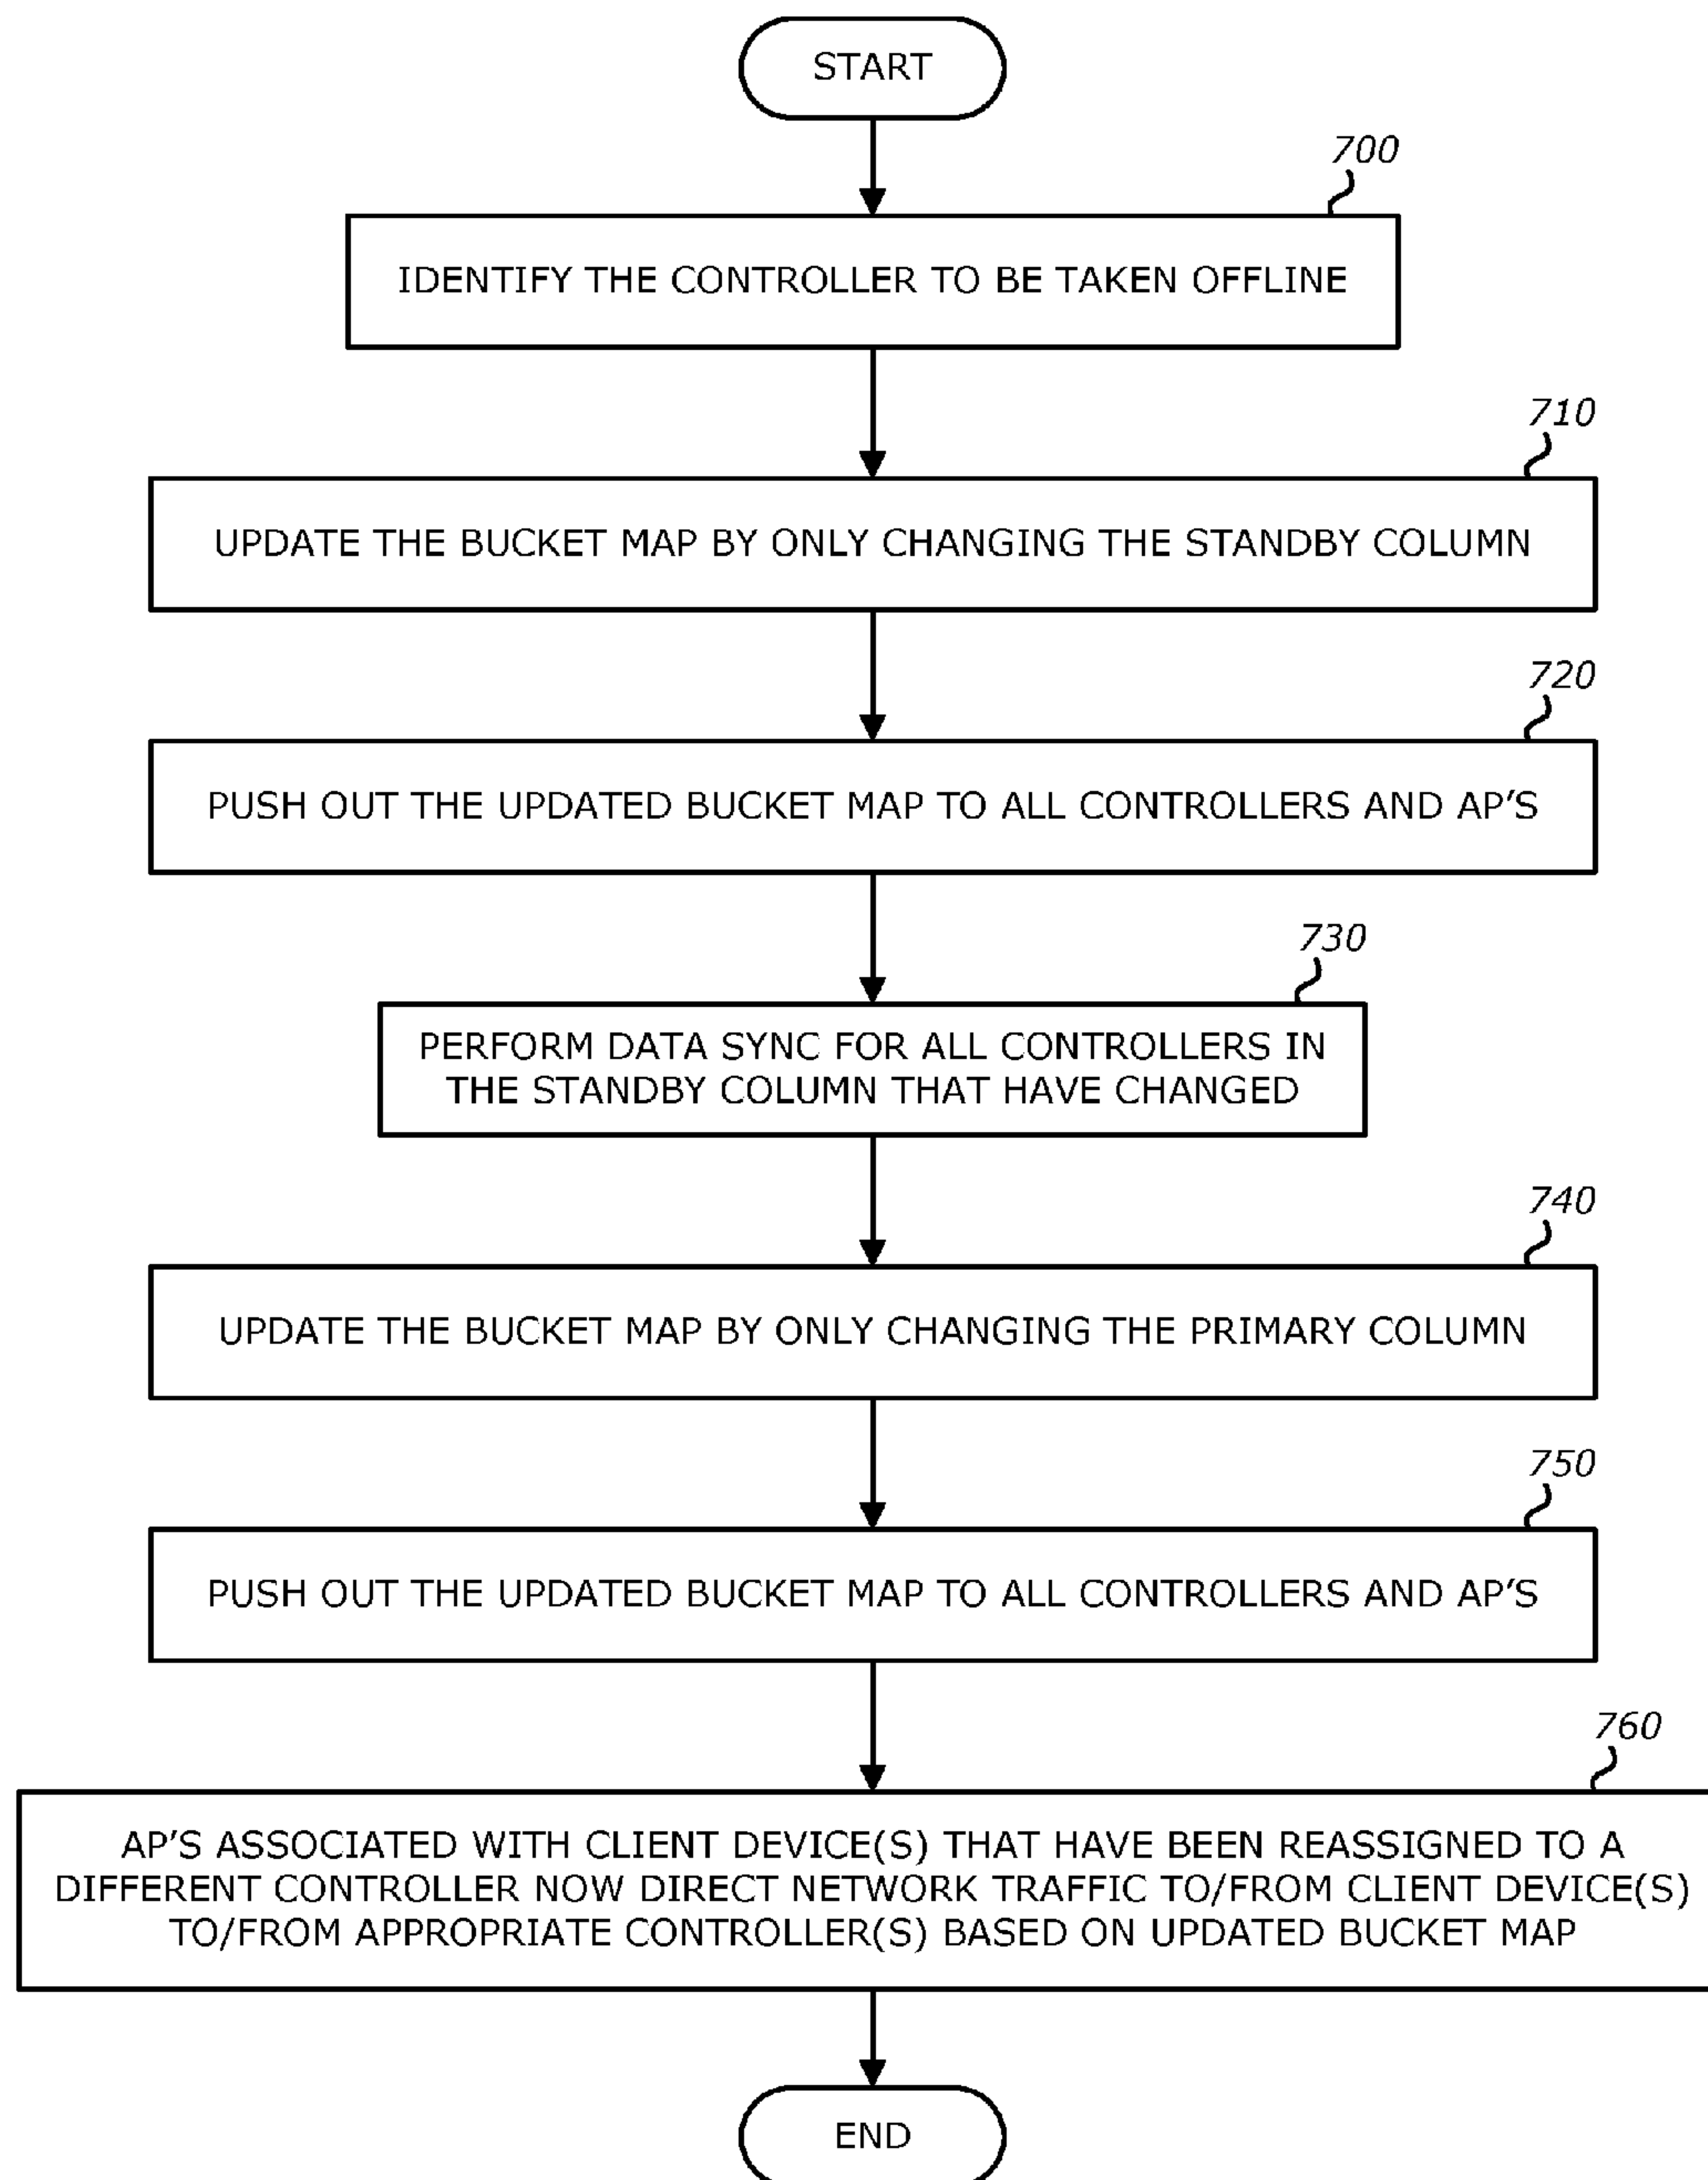 START
700
IDENTIFY THE CONTROLLER TO BE TAKEN OFFLINE
710
UPDATE THE BUCKET MAP BY ONLY CHANGING THE STANDBY COLUMN
720
PUSH OUT THE UPDATED BUCKET MAP TO ALL CONTROLLERS AND AP'S
730
PERFORM DATA SYNC FOR ALL CONTROLLERS IN
THE STANDBY COLUMN THAT HAVE CHANGED
740
UPDATE THE BUCKET MAP BY ONLY CHANGING THE PRIMARY COLUMN
750
PUSH OUT THE UPDATED BUCKET MAP TO ALL CONTROLLERS AND AP'S
760
AP'S ASSOCIATED WITH CLIENT DEVICE(S) THAT HAVE BEEN REASSIGNED TO A
DIFFERENT CONTROLLER NOW DIRECT NETWORK TRAFFIC TO/FROM CLIENT DEVICE(S)
TO/FROM APPROPRIATE CONTROLLER(S) BASED ON UPDATED BUCKET MAP
END